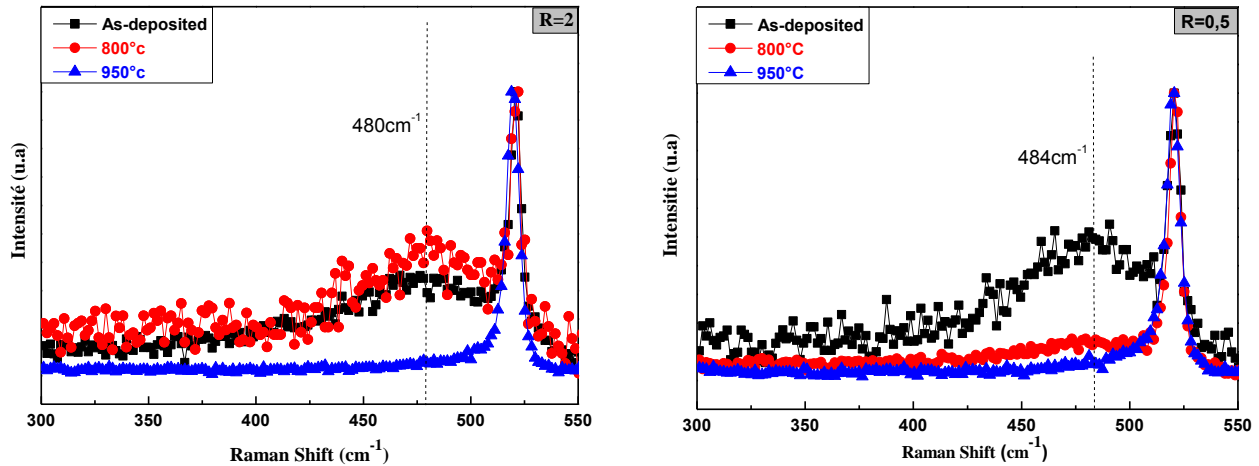 R=2
As-deposited
800°c
950°c
480cm-1
Intensité (u.a)
300 350 400 450 500 550
Raman Shift (cm-1)
R=0,5
As-deposited
800°C
950°C
484cm-1
Intensitie (u.a)
300 350 400 450 500 550
Raman Shift (cm-1)